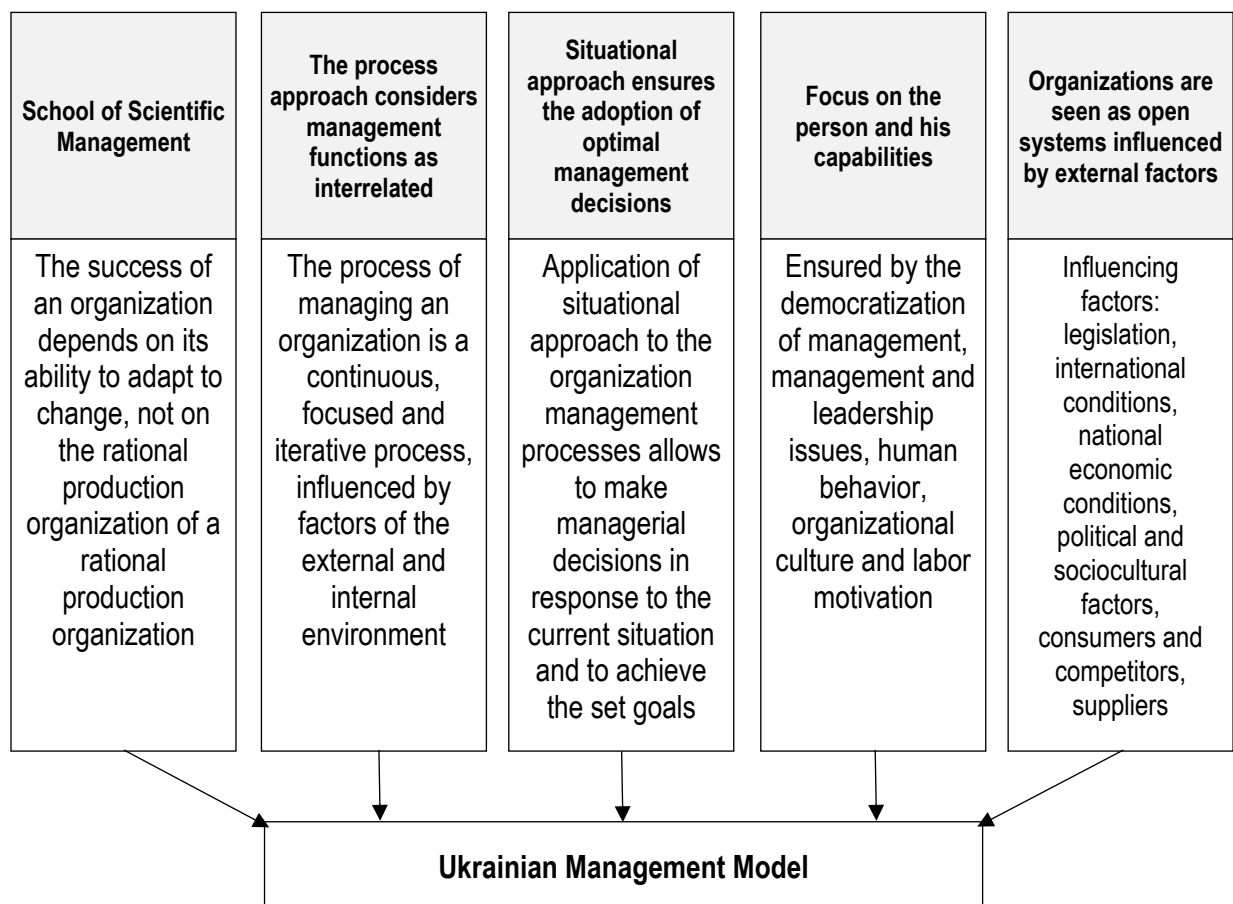 School of Scientific
Management
The success of
an organization
depends on its
ability to adapt to
change, not on
the rational
production
organization of a
rational
production
organization
The process
approach considers
management
functions as
interrelated
The process of
managing an
organization is a
continuous,
focused and
iterative process,
influenced by
factors of the
external and
internal
environment
Situational
approach ensures
the adoption of
optimal
management
decisions
Application of
situational
approach to the
organization
management
processes allows
to make
managerial
decisions in
response to the
current situation
and to achieve
the set goals
Focus on the
person and his
capabilities
Ensured by the
democratization
of management,
management and
leadership
issues, human
behavior,
organizational
culture and labor
motivation
Organizations are
seen as open
systems influenced
by external factors
Influencing
factors:
legislation,
international
conditions,
national
economic
conditions,
political and
sociocultural
factors,
consumers and
competitors,
suppliers
Ukrainian Management Model